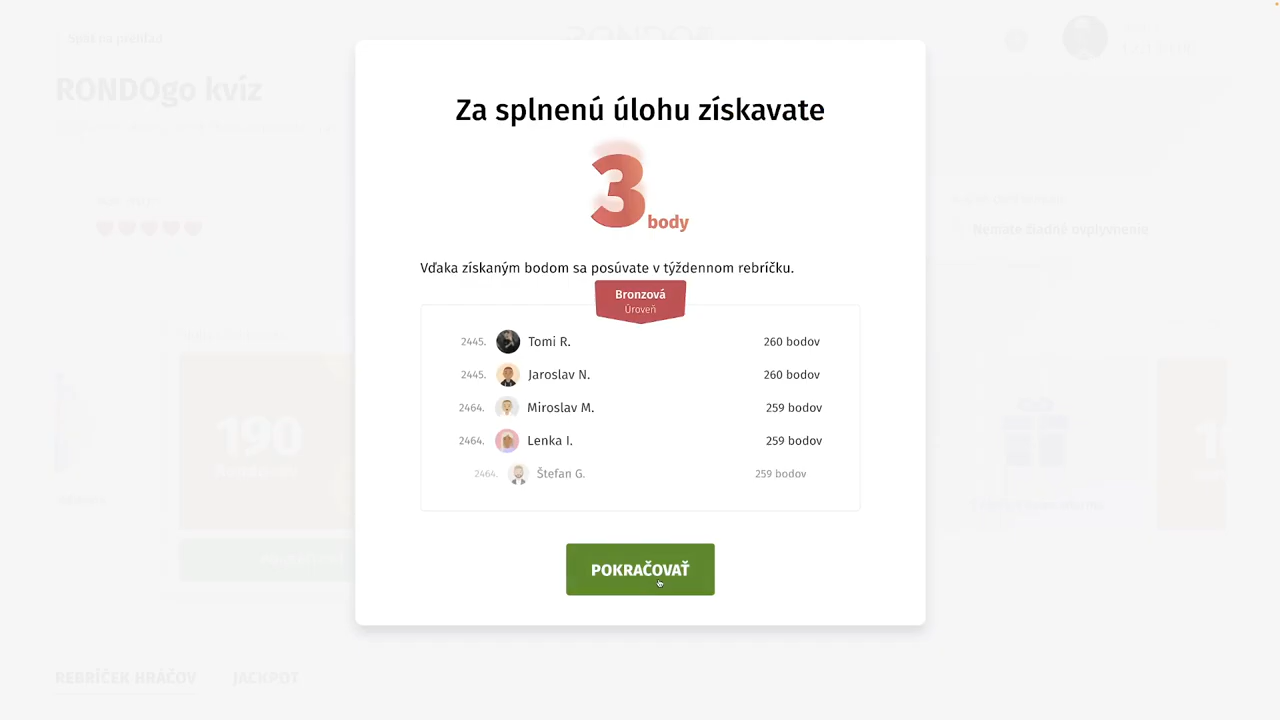 RONDOgo kvíz
Za splnenú úlohu získavate
3 body
Vďaka získaným bodom sa posúvate v týždennom rebríčku.
Bronzová
Úroveň
2445. Tomi R. 260 bodov
2445. Jaroslav N. 260 bodov
2464. Miroslav M. 259 bodov
2464. Lenka I. 259 bodov
2464. Štefan G. 259 bodov
190
POKRAČOVAŤ
REBRÍČEK HRÁČOV JACKPOT